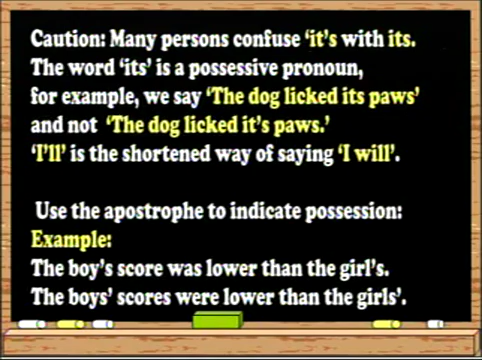 Caution: Many persons confuse ‘it’s with its.
The word ‘its’ is a possessive pronoun,
for example, we say ‘The dog licked its paws’
and not ‘The dog licked it’s paws.’
‘I’ll’ is the shortened way of saying ‘I will’.
Use the apostrophe to indicate possession:
Example:
The boy’s score was lower than the girl’s.
The boys’ scores were lower than the girls’.